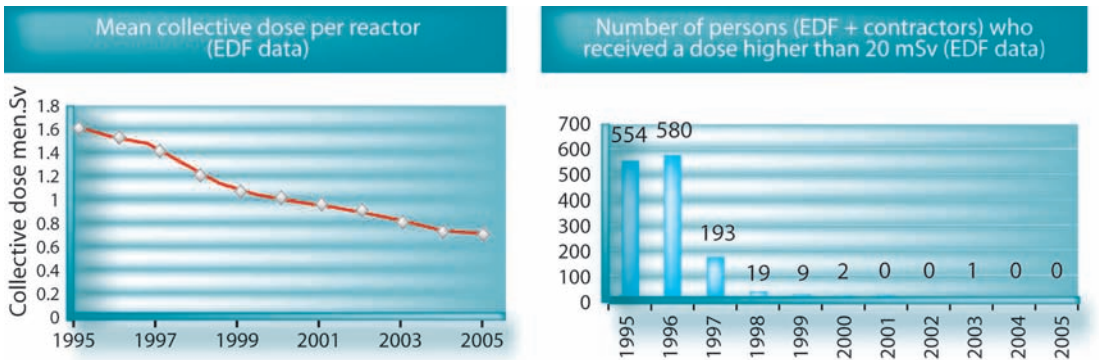 Mean collective dose per reactor
(EDF data)
Collective dose men.Sv
1.8
1.6
1.4
1.2
1
0.8
0.6
0.4
0.2
0
1995 1997 1999 2001 2003 2005
Number of persons (EDF + contractors) who
received a dose higher than 20 mSv (EDF data)
700
600
500
400
300
200
100
0
554 580 193 19 9 2 0 0 1 0 0
1995 1996 1997 1998 1999 2000 2001 2002 2003 2004 2005